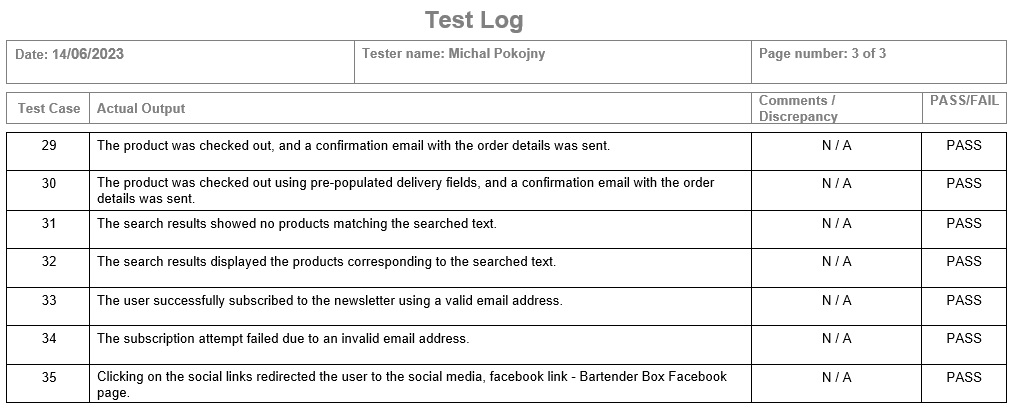 Test Log
Date: 14/06/2023 Tester name: Michal Pokojny Page number: 3 of 3
Test Case Actual Output Comments / Discrepancy PASS/FAIL
29 The product was checked out, and a confirmation email with the order details was sent. N / A PASS
30 The product was checked out using pre-populated delivery fields, and a confirmation email with the order N / A PASS
details was sent.
31 The search results showed no products matching the searched text. N / A PASS
32 The search results displayed the products corresponding to the searched text. N / A PASS
33 The user successfully subscribed to the newsletter using a valid email address. N / A PASS
34 The subscription attempt failed due to an invalid email address. N / A PASS
35 Clicking on the social links redirected the user to the social media, facebook link - Bartender Box Facebook N / A PASS
page.